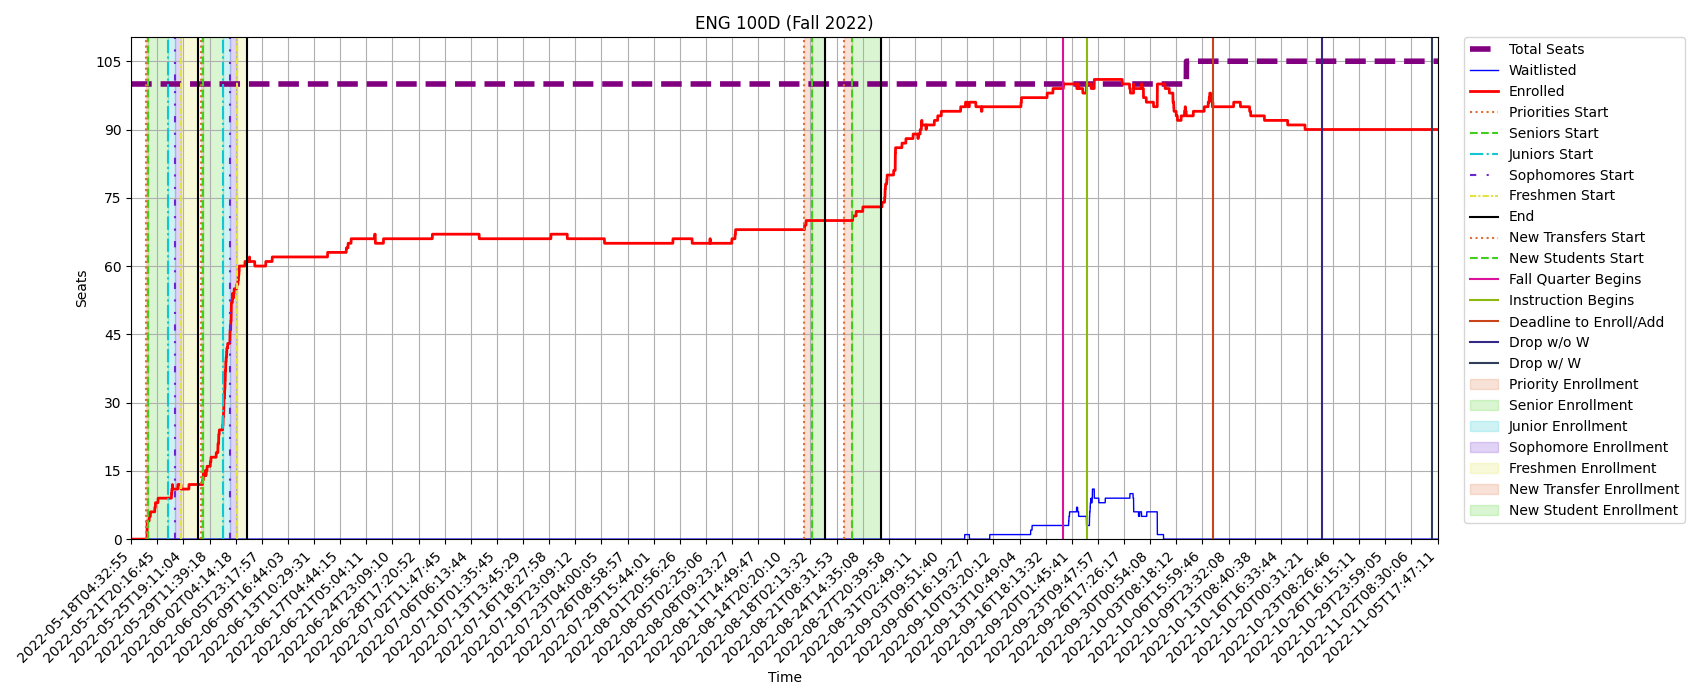 ENG 100D (Fall 2022)
105
90
75
60
45
30
15
0
Seats
2022-05-18T04:32:55
2022-05-21T20:16:45
2022-05-25T19:11:04
2022-05-29T11:39:18
2022-06-02T04:14:18
2022-06-05T23:17:57
2022-06-09T16:44:03
2022-06-13T10:29:31
2022-06-17T04:44:15
2022-06-21T05:04:11
2022-06-24T23:09:10
2022-06-28T17:20:52
2022-07-02T11:47:45
2022-07-06T06:13:44
2022-07-10T01:35:45
2022-07-13T13:45:29
2022-07-16T18:27:58
2022-07-19T23:09:12
2022-07-23T04:00:05
2022-07-26T08:58:57
2022-07-29T15:44:01
2022-08-01T20:56:26
2022-08-05T02:25:06
2022-08-08T09:23:27
2022-08-11T14:49:47
2022-08-14T20:20:10
2022-08-18T02:13:32
2022-08-21T08:31:53
2022-08-24T14:35:08
2022-08-27T20:39:58
2022-08-31T02:49:11
2022-09-03T09:51:40
2022-09-06T16:19:27
2022-09-10T03:20:12
2022-09-13T10:49:04
2022-09-16T18:13:32
2022-09-20T01:45:41
2022-09-23T09:47:57
2022-09-26T17:26:17
2022-09-30T00:54:08
2022-10-03T08:18:12
2022-10-06T15:59:46
2022-10-09T23:32:08
2022-10-13T08:40:38
2022-10-16T16:33:44
2022-10-20T00:31:21
2022-10-23T08:26:46
2022-10-26T16:15:11
2022-10-29T23:59:05
2022-11-02T08:30:06
2022-11-05T17:47:11
Time
Total Seats
Waitlisted
Enrolled
Priorities Start
Seniors Start
Juniors Start
Sophomores Start
Freshmen Start
End
New Transfers Start
New Students Start
Fall Quarter Begins
Instruction Begins
Deadline to Enroll/Add
Drop w/o W
Drop w/ W
Priority Enrollment
Senior Enrollment
Junior Enrollment
Sophomore Enrollment
Freshmen Enrollment
New Transfer Enrollment
New Student Enrollment